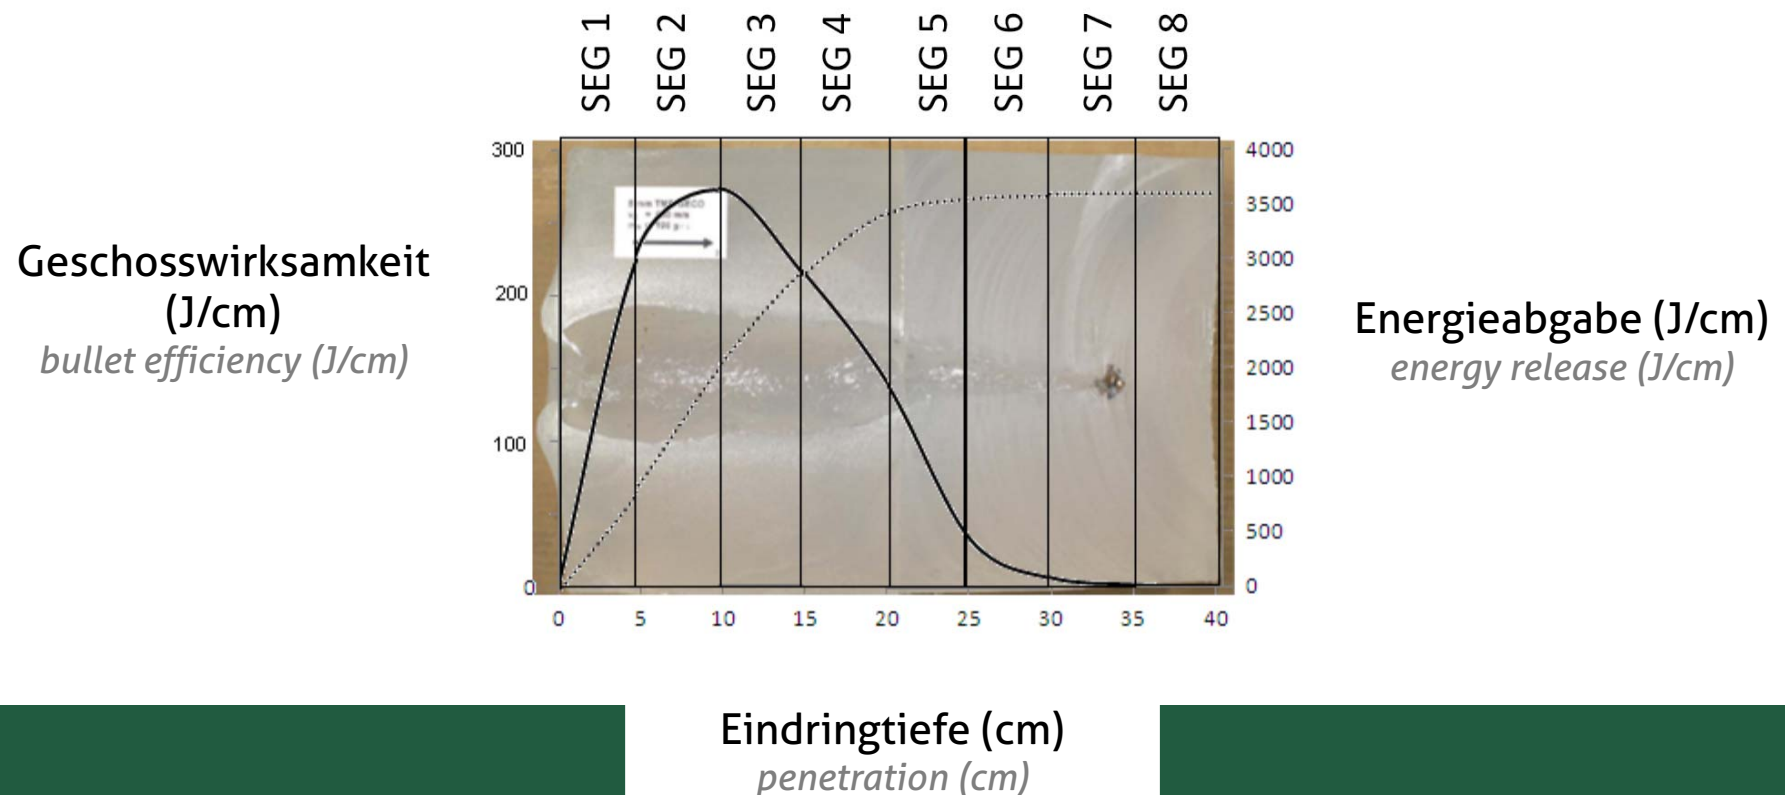 SEG 1
SEG 2
SEG 3
SEG 4
SEG 5
SEG 6
SEG 7
SEG 8
Geschosswirksamkeit
(J/cm)
bullet efficiency (J/cm)
300
200
100
0
4000
3500
3000
2500
2000
1500
1000
500
0
Energieabgabe (J/cm)
energy release (J/cm)
0 5 10 15 20 25 30 35 40
Eindringtiefe (cm)
penetration (cm)